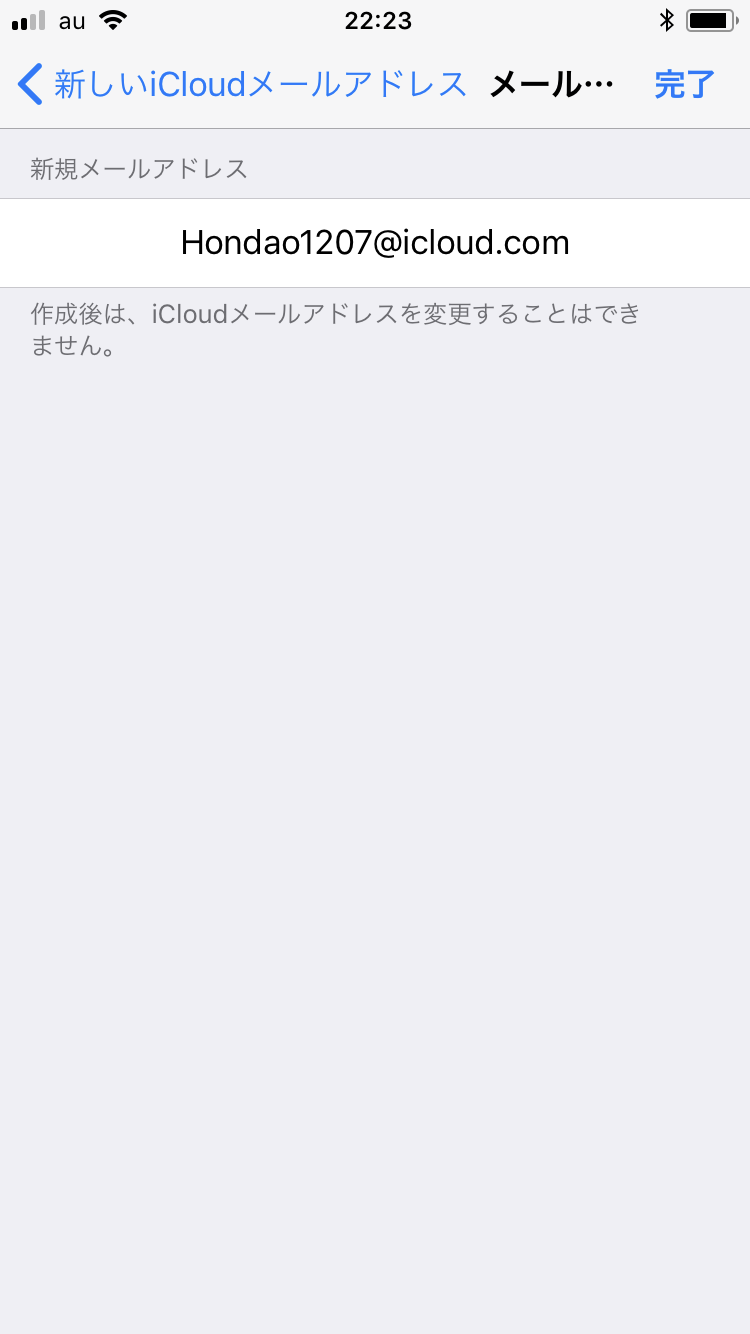 au 22:23
新しいiCloudメールアドレス メール… 完了
新規メールアドレス
Hondao1207@icloud.com
作成後は、iCloudメールアドレスを変更することはでき
ません。